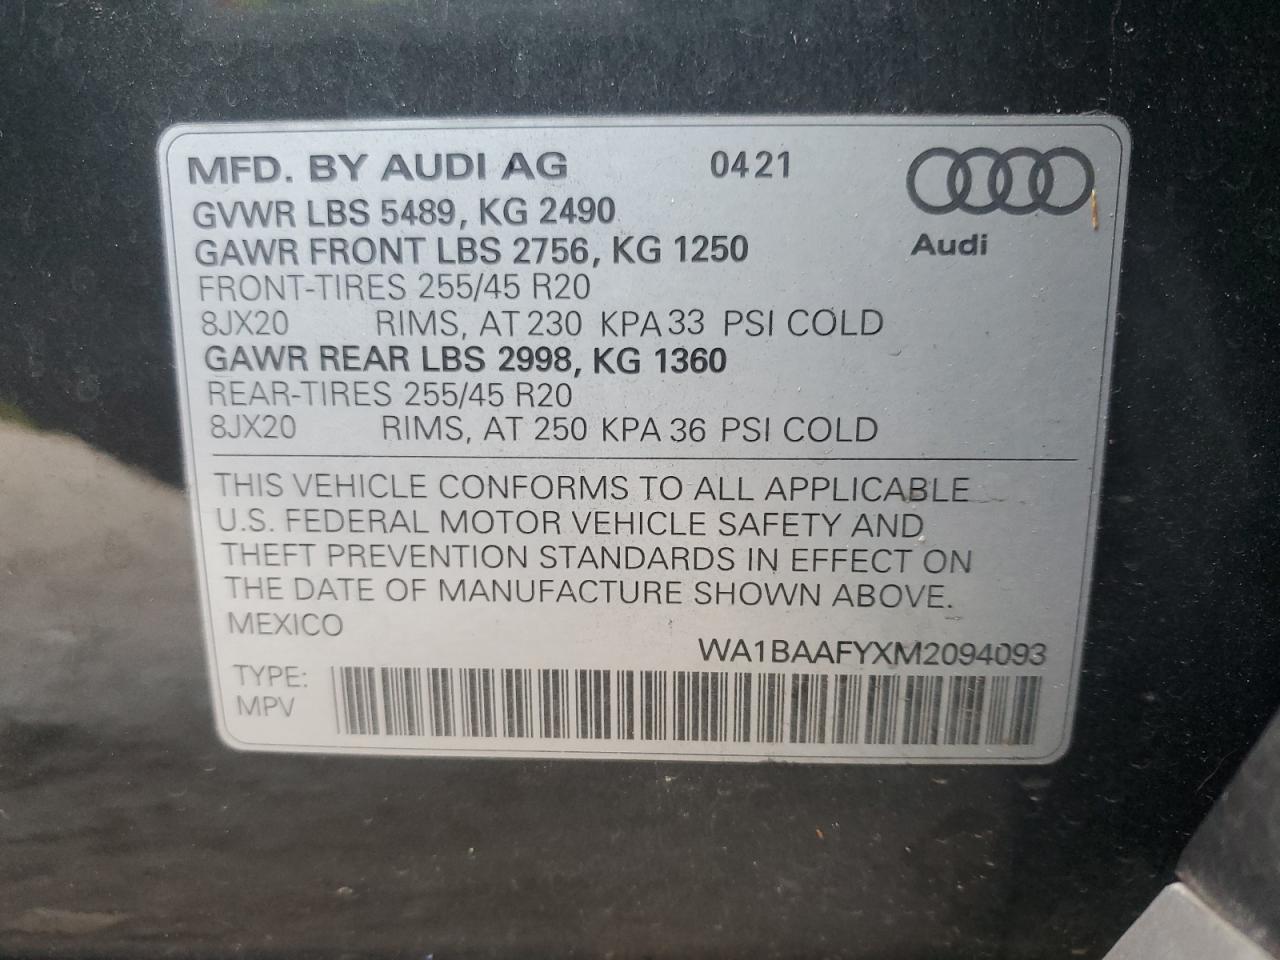 MFD. BY AUDI AG 0421
GVWR LBS 5489, KG 2490
GAWR FRONT LBS 2756, KG 1250
Audi
FRONT-TIRES 255/45 R20
8JX20 RIMS, AT 230 KPA 33 PSI COLD
GAWR REAR LBS 2998, KG 1360
REAR-TIRES 255/45 R20
8JX20 RIMS, AT 250 KPA 36 PSI COLD
THIS VEHICLE CONFORMS TO ALL APPLICABLE
U.S. FEDERAL MOTOR VEHICLE SAFETY AND
THEFT PREVENTION STANDARDS IN EFFECT ON
THE DATE OF MANUFACTURE SHOWN ABOVE.
MEXICO
WA1BAAFYXM2094093
TYPE:
MPV